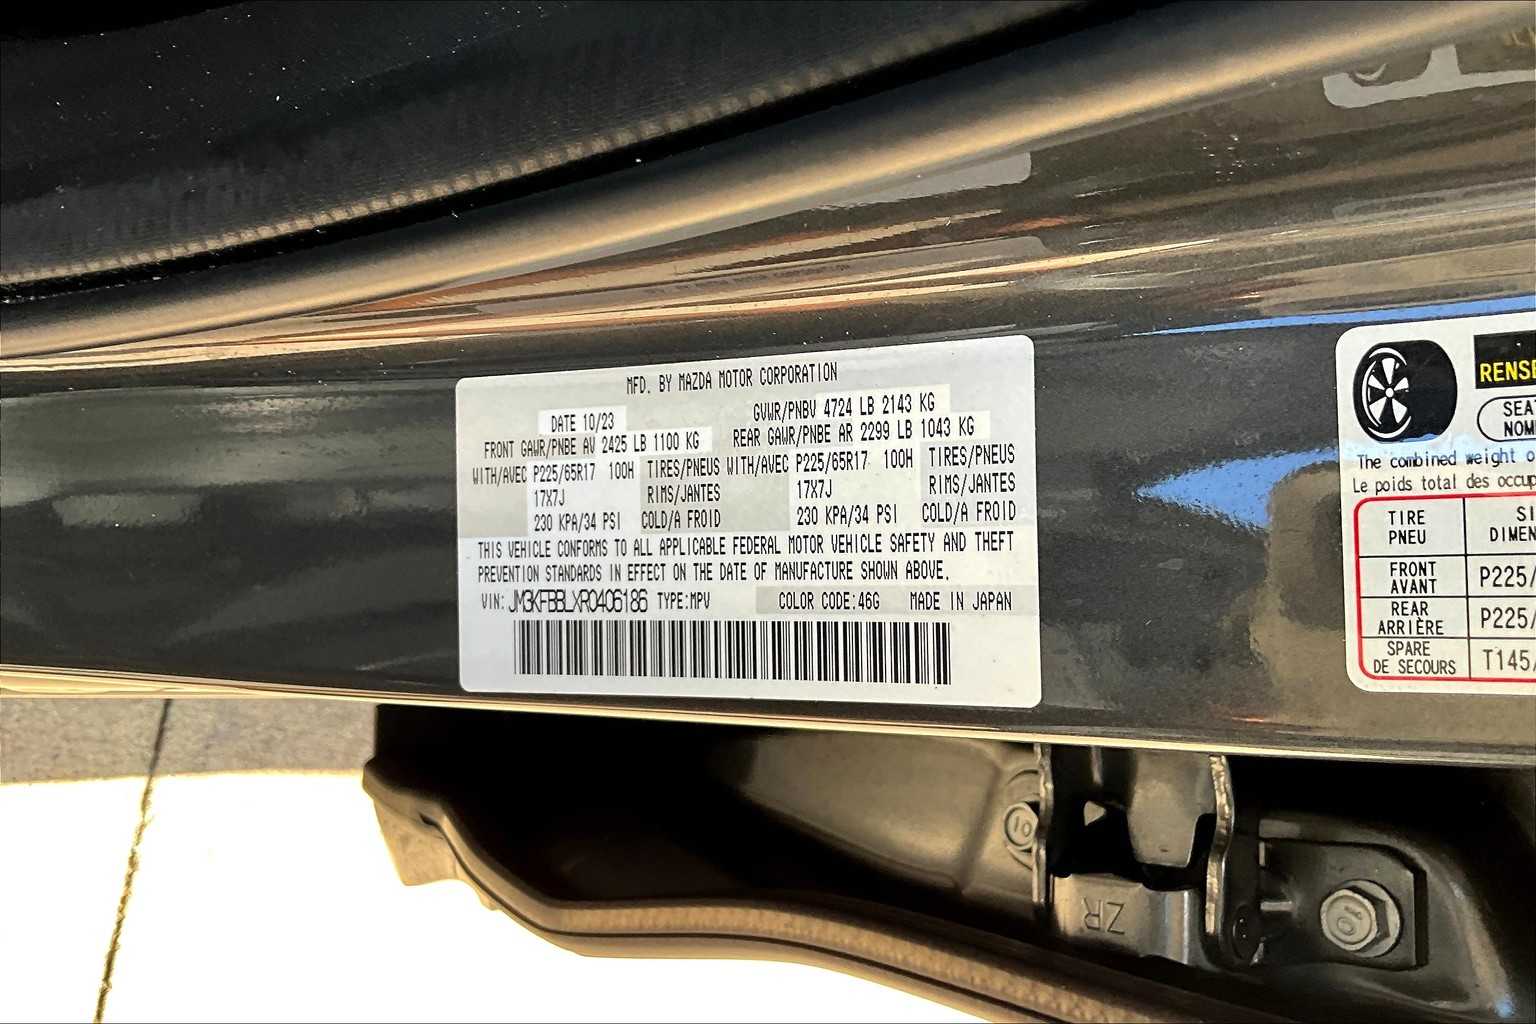 MFD. BY MAZDA MOTOR CORPORATION
DATE 10/23
GVWR/PNBV 4724 LB 2143 KG
FRONT GAWR/PNBE AV 2425 LB 1100 KG
REAR GAWR/PNBE AR 2299 LB 1043 KG
WITH/AVEC P225/65R17 100H TIRES/PNEUS WITH/AVEC P225/65R17 100H TIRES/PNEUS
17X7J RIMS/JANTES 17X7J RIMS/JANTES
230 KPA/34 PSI COLD/A FROID 230 KPA/34 PSI COLD/A FROID
THIS VEHICLE CONFORMS TO ALL APPLICABLE FEDERAL MOTOR VEHICLE SAFETY AND THEFT
PREVENTION STANDARDS IN EFFECT ON THE DATE OF MANUFACTURE SHOWN ABOVE.
VIN: JM3KFBBLXR0406186 TYPE:MPV COLOR CODE:46G MADE IN JAPAN
RENSE
SEAT
NOM
The combined weight o
Le poids total des occup
TIRE SI
PNEU DIMEN
FRONT
AVANT P225/
REAR
ARRIÈRE P225/
SPARE
DE SECOURS T145/
10
ZR